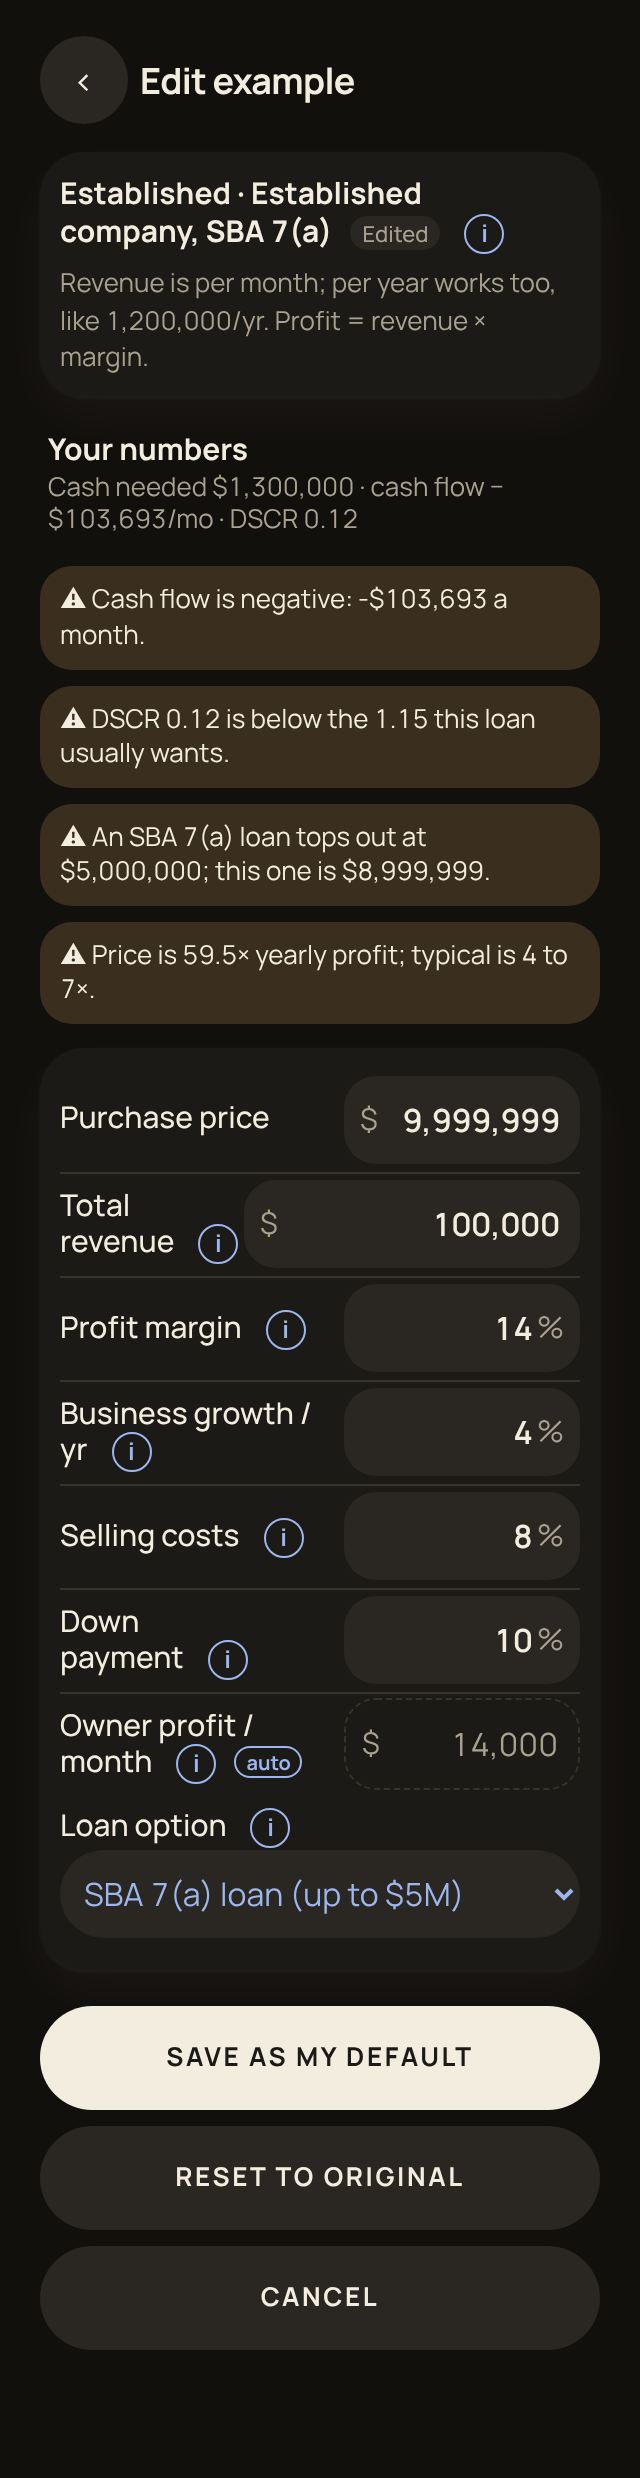 Edit example
Established · Established
company, SBA 7(a) Edited i
Revenue is per month; per year works too,
like 1,200,000/yr. Profit = revenue ×
margin.
Your numbers
Cash needed $1,300,000 · cash flow −
$103,693/mo · DSCR 0.12
⚠ Cash flow is negative: -$103,693 a
month.
⚠ DSCR 0.12 is below the 1.15 this loan
usually wants.
⚠ An SBA 7(a) loan tops out at
$5,000,000; this one is $8,999,999.
⚠ Price is 59.5× yearly profit; typical is 4 to
7×.
Purchase price $ 9,999,999
Total
revenue i $ 100,000
Profit margin i 14 %
Business growth /
yr i 4 %
Selling costs i 8 %
Down
payment i 10 %
Owner profit /
month i auto $ 14,000
Loan option i
SBA 7(a) loan (up to $5M)
SAVE AS MY DEFAULT
RESET TO ORIGINAL
CANCEL